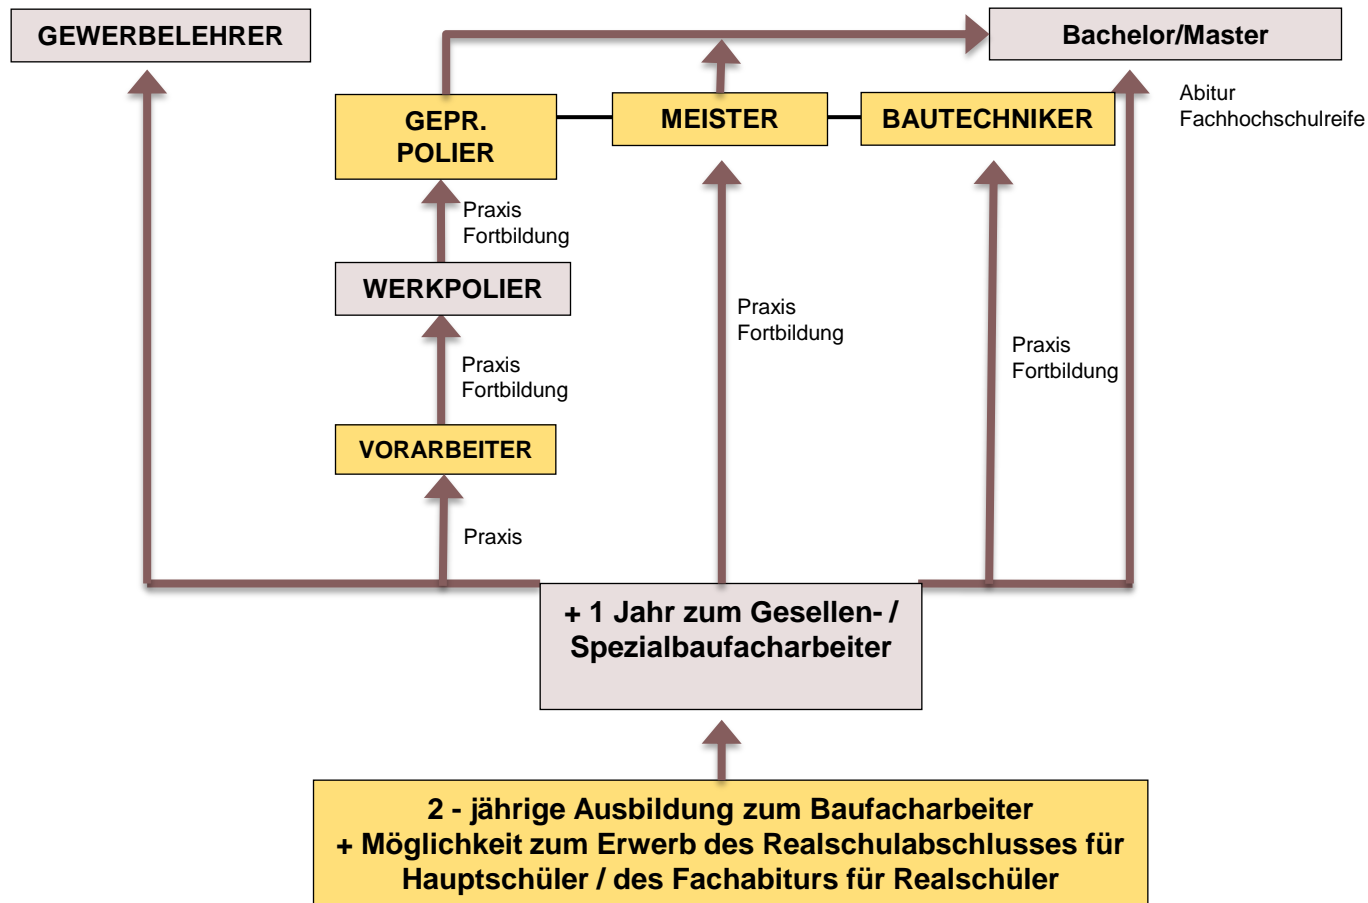 GEWERBELEHRER
Bachelor/Master
Abitur
Fachhochschulreife
GEPR.
POLIER
MEISTER
BAUTECHNIKER
Praxis
Fortbildung
WERKPOLIER
Praxis
Fortbildung
Praxis
Fortbildung
Praxis
Fortbildung
VORARBEITER
Praxis
+ 1 Jahr zum Gesellen- /
Spezialbaufacharbeiter
2 - jährige Ausbildung zum Baufacharbeiter
+ Möglichkeit zum Erwerb des Realschulabschlusses für
Hauptschüler / des Fachabiturs für Realschüler